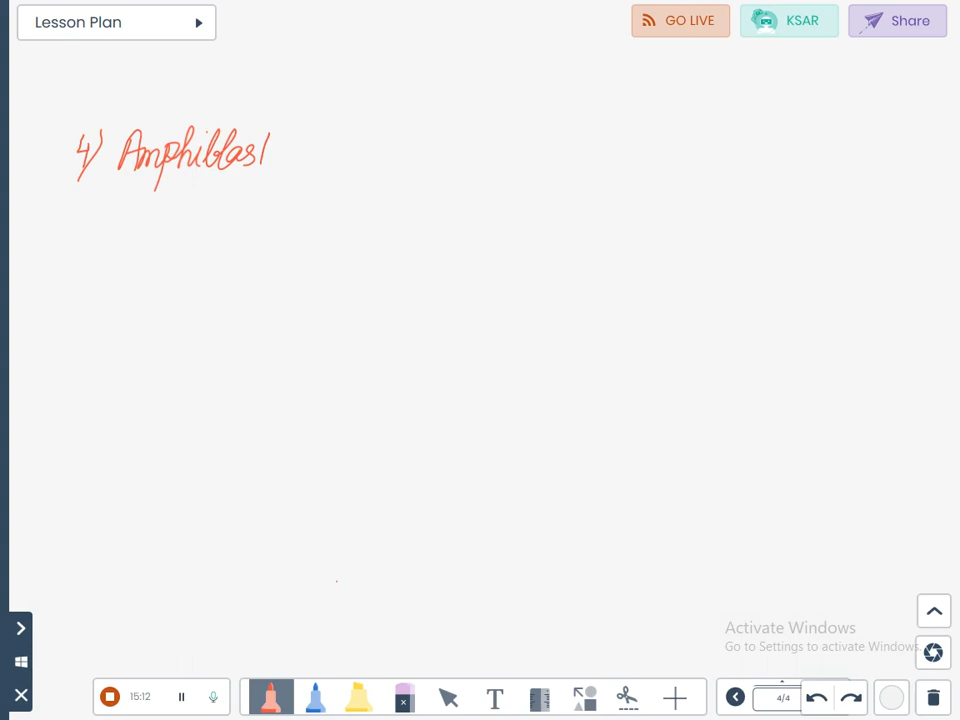 Lesson Plan
GO LIVE
KSAR
Share
4) Amphiblast
Activate Windows
Go to Settings to activate Windows.
15:12
T
4/4